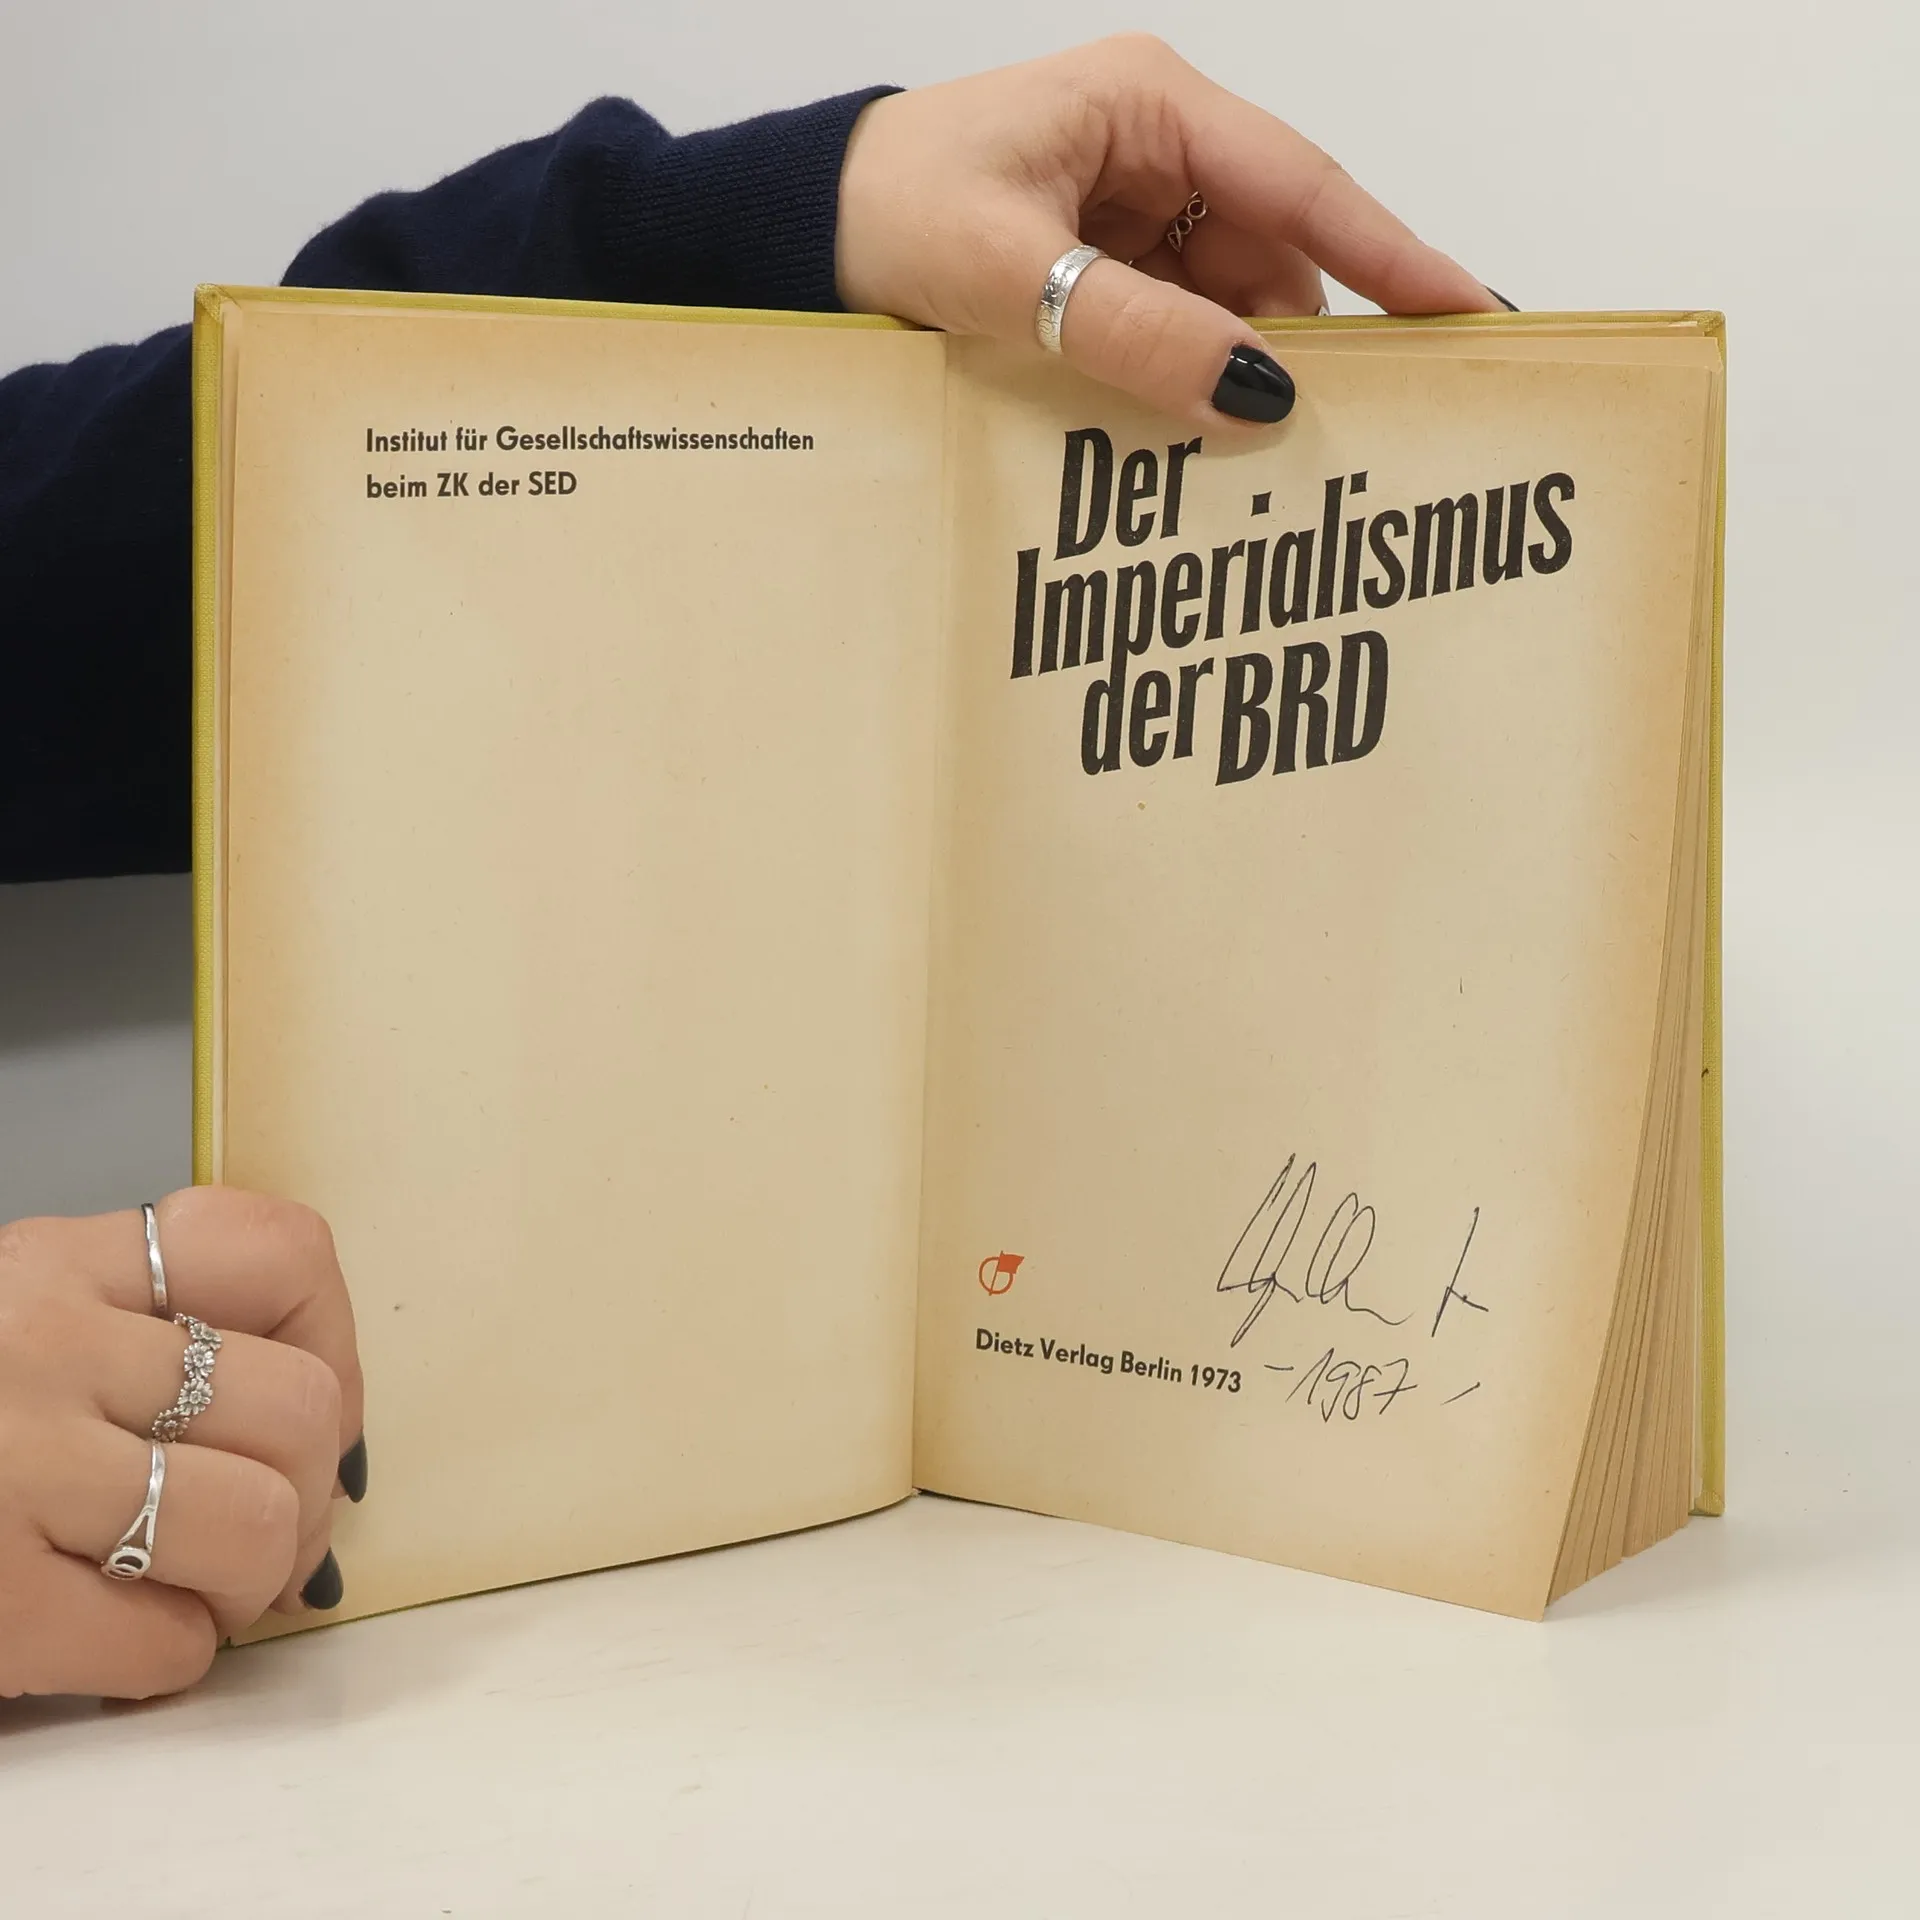 Institut für Gesellschaftswissenschaften
beim ZK der SED
Der
Imperialismus
der BRD
Dietz Verlag Berlin 1973
-1987-